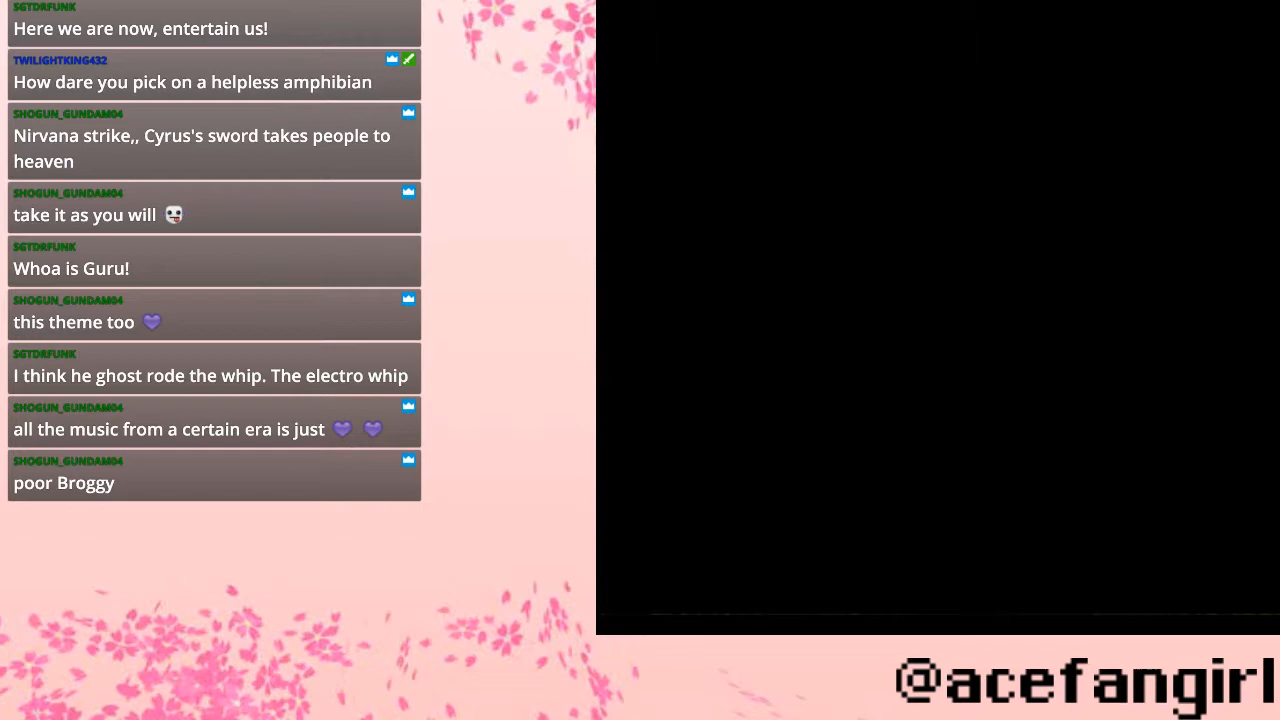 SGTDRFUNK
Here we are now, entertain us!
TWILIGHTKING432
How dare you pick on a helpless amphibian
SHOGUN_GUNDAM04
Nirvana strike,, Cyrus's sword takes people to
heaven
SHOGUN_GUNDAM04
take it as you will
SGTDRFUNK
Whoa is Guru!
SHOGUN_GUNDAM04
this theme too
SGTDRFUNK
I think he ghost rode the whip. The electro whip
SHOGUN_GUNDAM04
all the music from a certain era is just
SHOGUN_GUNDAM04
poor Broggy
@acefangirl